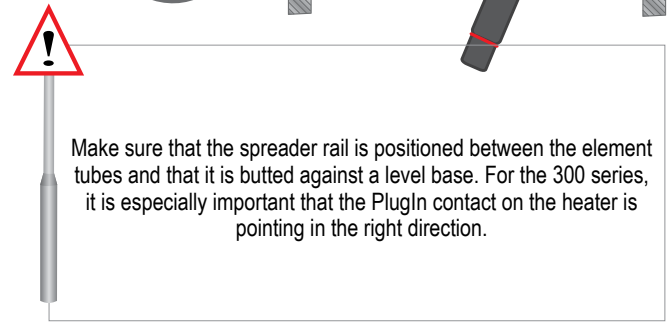 !
Make sure that the spreader rail is positioned between the element
tubes and that it is butted against a level base. For the 300 series,
it is especially important that the PlugIn contact on the heater is
pointing in the right direction.